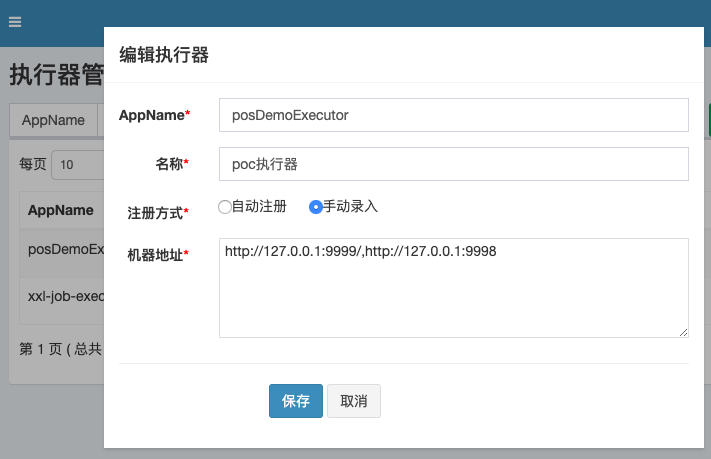 编辑执行器
执行器管
AppName* posDemoExecutor
AppName
名称* poc执行器
每页 10
注册方式* 自动注册 手动录入
AppName
机器地址* http://127.0.0.1:9999/,http://127.0.0.1:9998
posDemoEx
xxl-job-exec
第 1 页 ( 总共
保存 取消